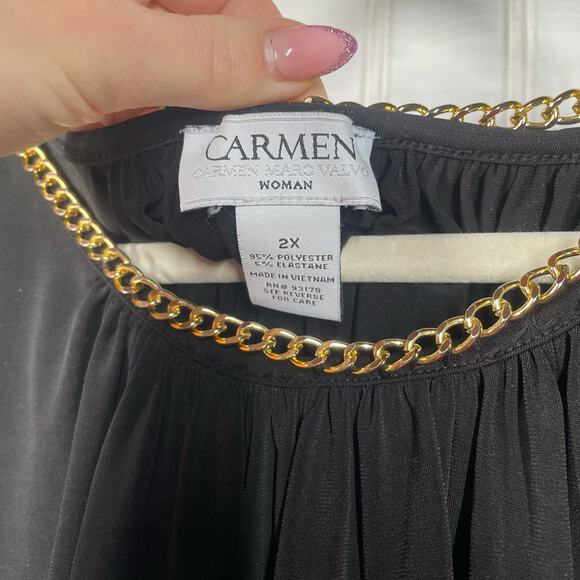 CARMEN
CARMEN MARC VALVO
WOMAN
2X
95% POLYESTER
5% ELASTANE
MADE IN VIETNAM
RN# 93178
SEE REVERSE
FOR CARE